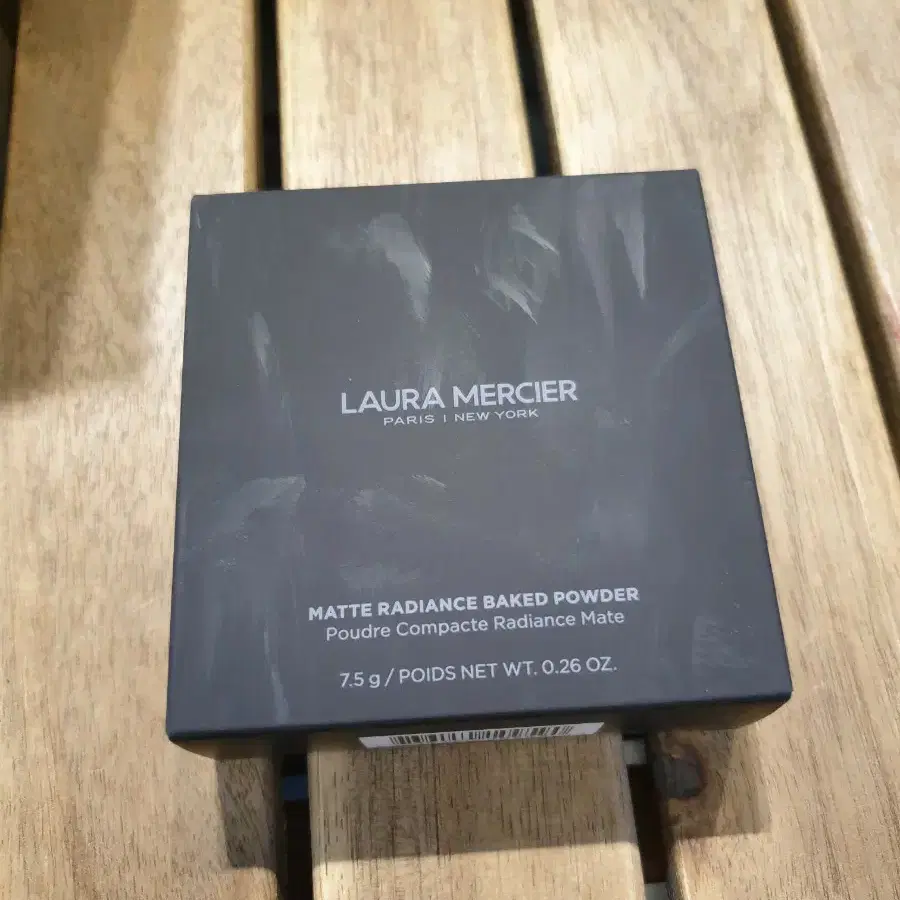 LAURA MERCIER
PARIS | NEW YORK
MATTE RADIANCE BAKED POWDER
Poudre Compacte Radiance Mate
7.5 g / POIDS NET WT. 0.26 OZ.